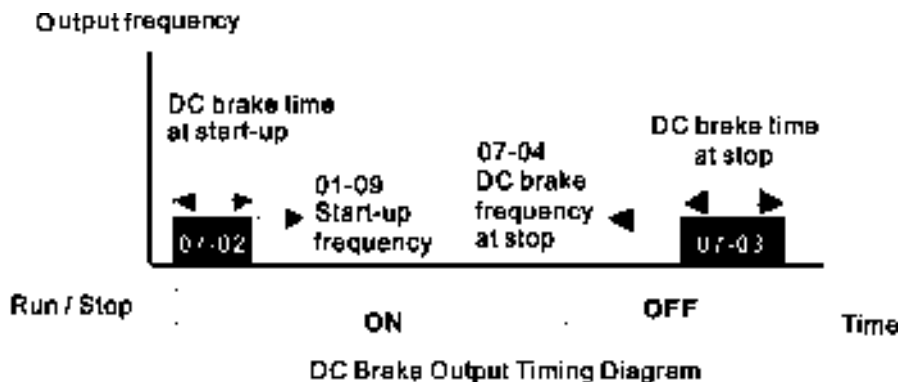 Output frequency
DC brake time
at start-up
DC brake time
at stop
07-04
DC brake
frequency
at stop
01-09
Start-up
frequency
07-02
07-03
Run / Stop
ON
OFF
Time
DC Brake Output Timing Diagram